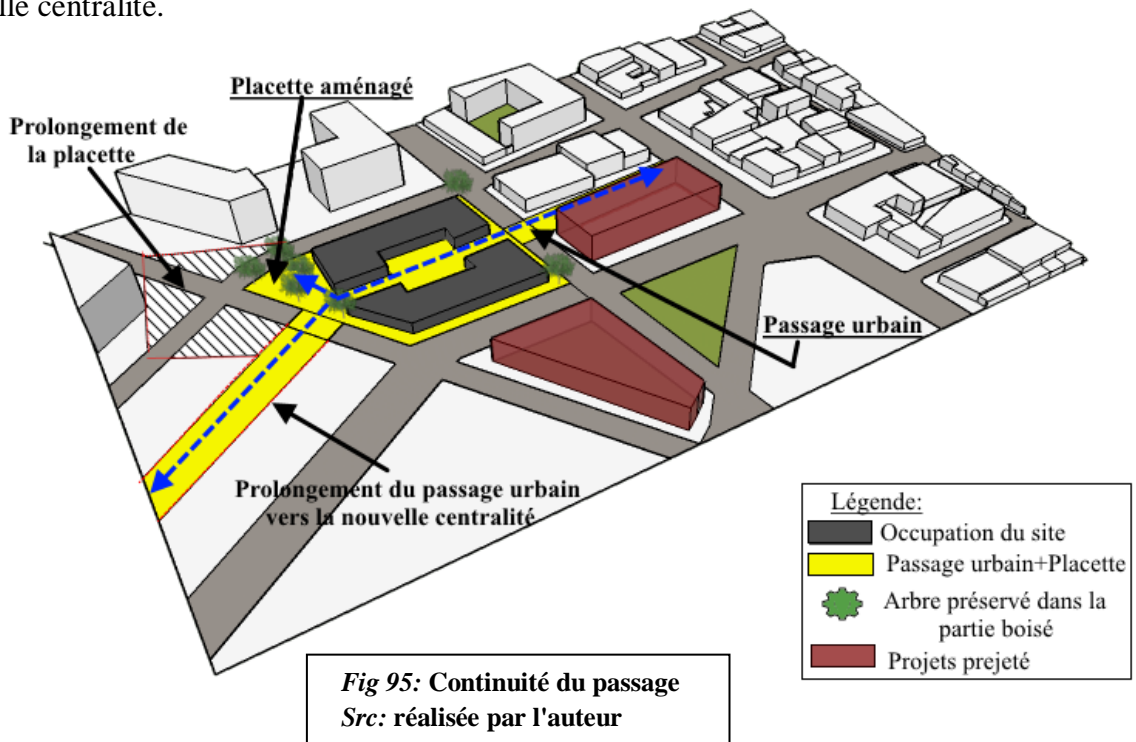 lle centralité.
Placette aménagé
Prolongement de
la placette
Passage urbain
Prolongement du passage urbain
vers la nouvelle centralité
Légende:
Occupation du site
Passage urbain+Placette
Arbre préservé dans la
partie boisé
Projets prejeté
Fig 95: Continuité du passage
Src: réalisée par l'auteur